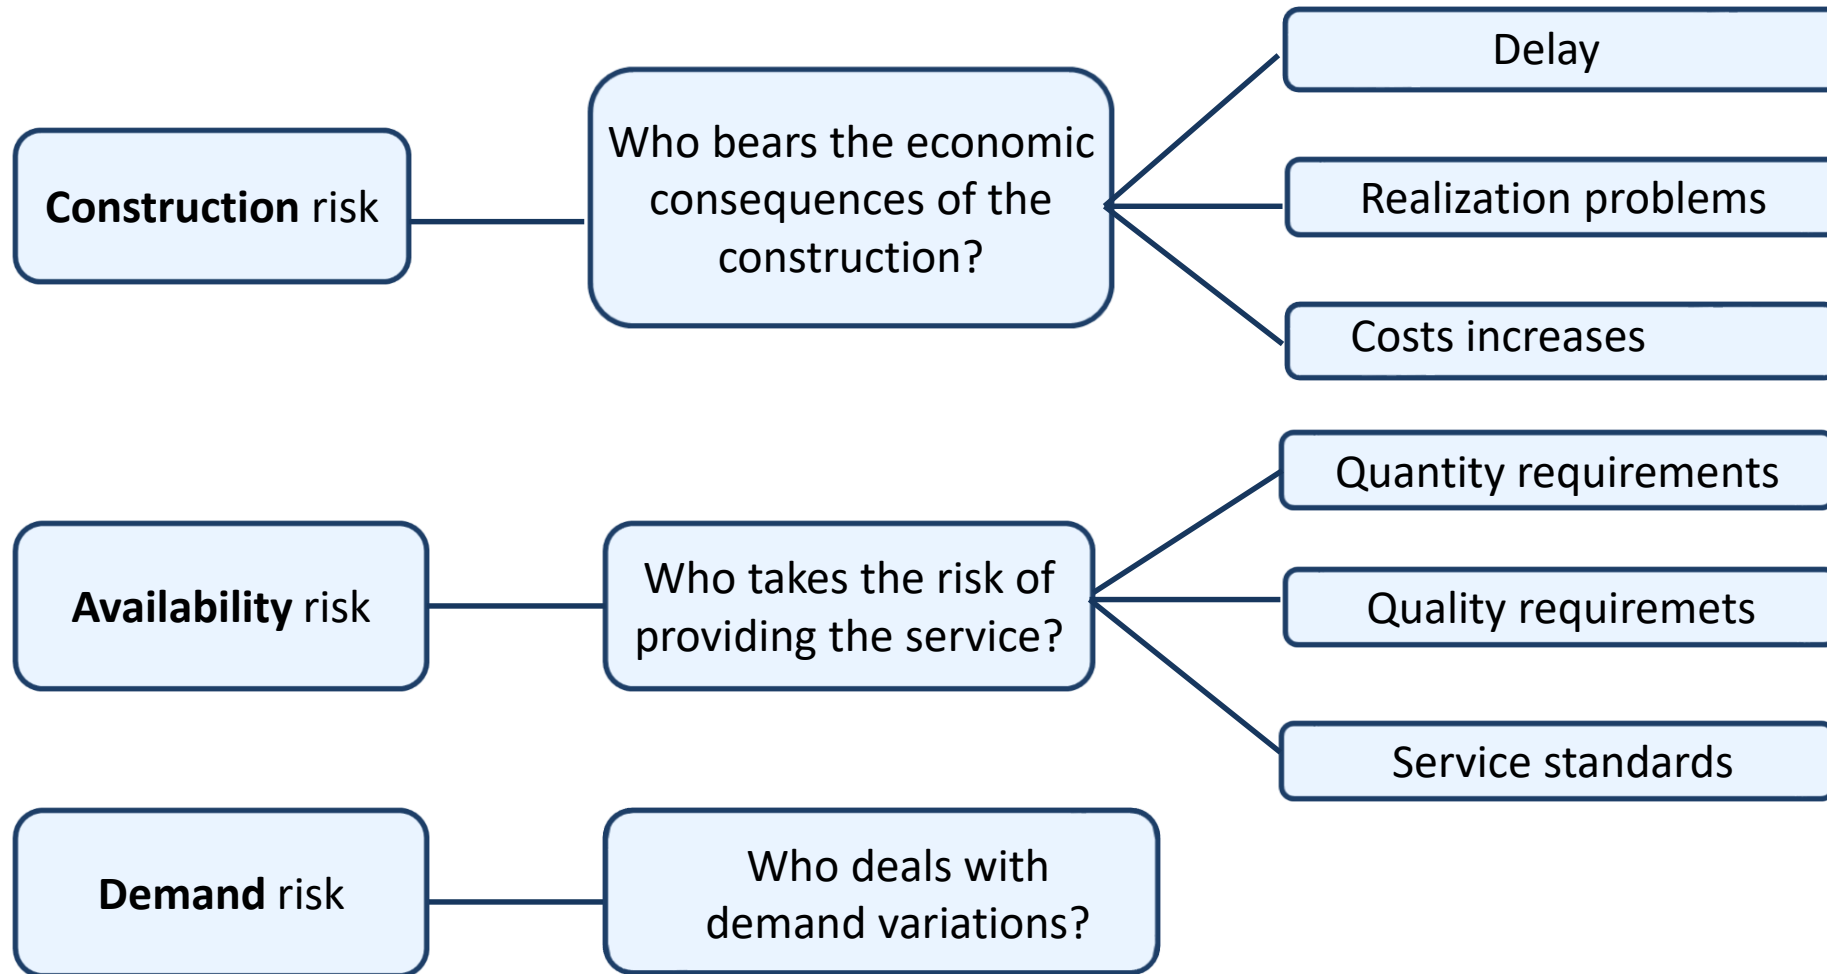 Construction risk
Who bears the economic
consequences of the
construction?
Delay
Realization problems
Costs increases
Availability risk
Who takes the risk of
providing the service?
Quantity requirements
Quality requiremets
Service standards
Demand risk
Who deals with
demand variations?